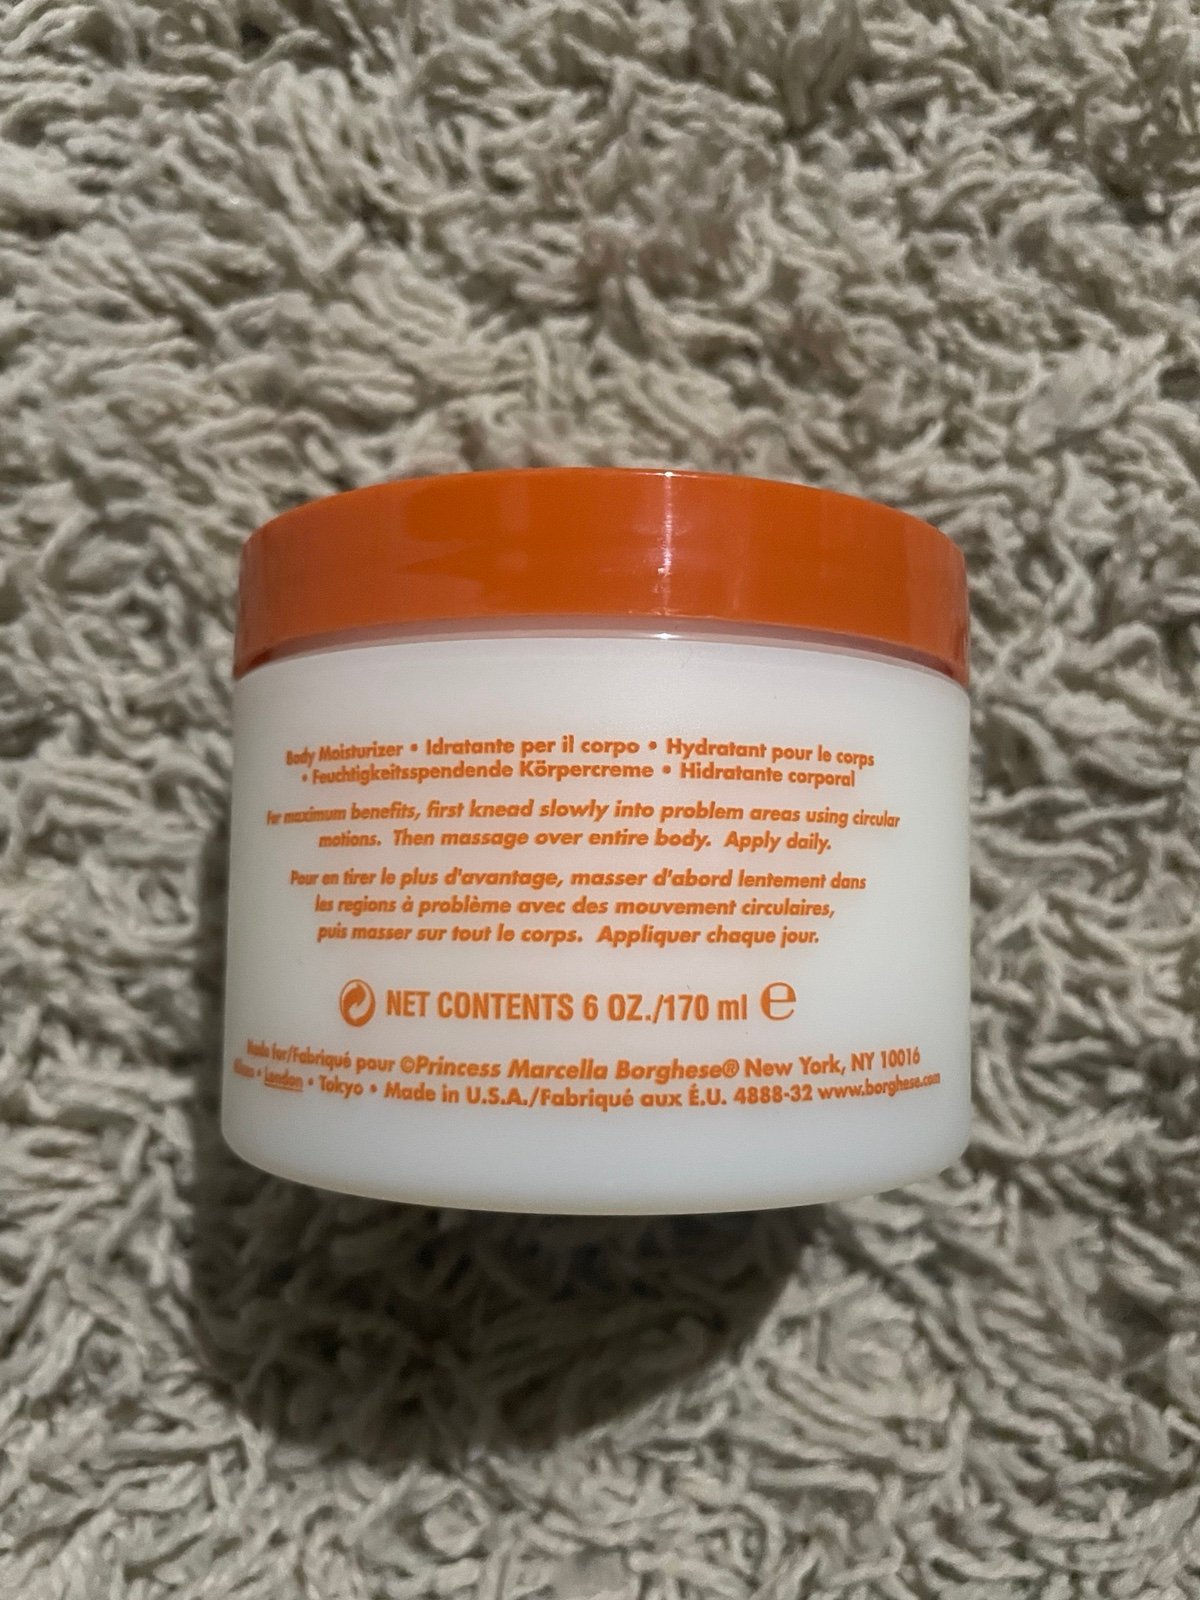 Body Moisturizer • Idratante per il corpo • Hydratant pour le corps
• Feuchtigkeitsspendende Körpercreme • Hidratante corporal
For maximum benefits, first knead slowly into problem areas using circular
motions. Then massage over entire body. Apply daily.
Pour en tirer le plus d'avantage, masser d'abord lentement dans
les regions à problème avec des mouvement circulaires,
puis masser sur tout le corps. Appliquer chaque jour.
NET CONTENTS 6 OZ./170 ml ℮
Made for/Fabriqué pour ©Princess Marcella Borghese® New York, NY 10016
• London • Tokyo • Made in U.S.A./Fabriqué aux É.U. 4888-32 www.borghese.com